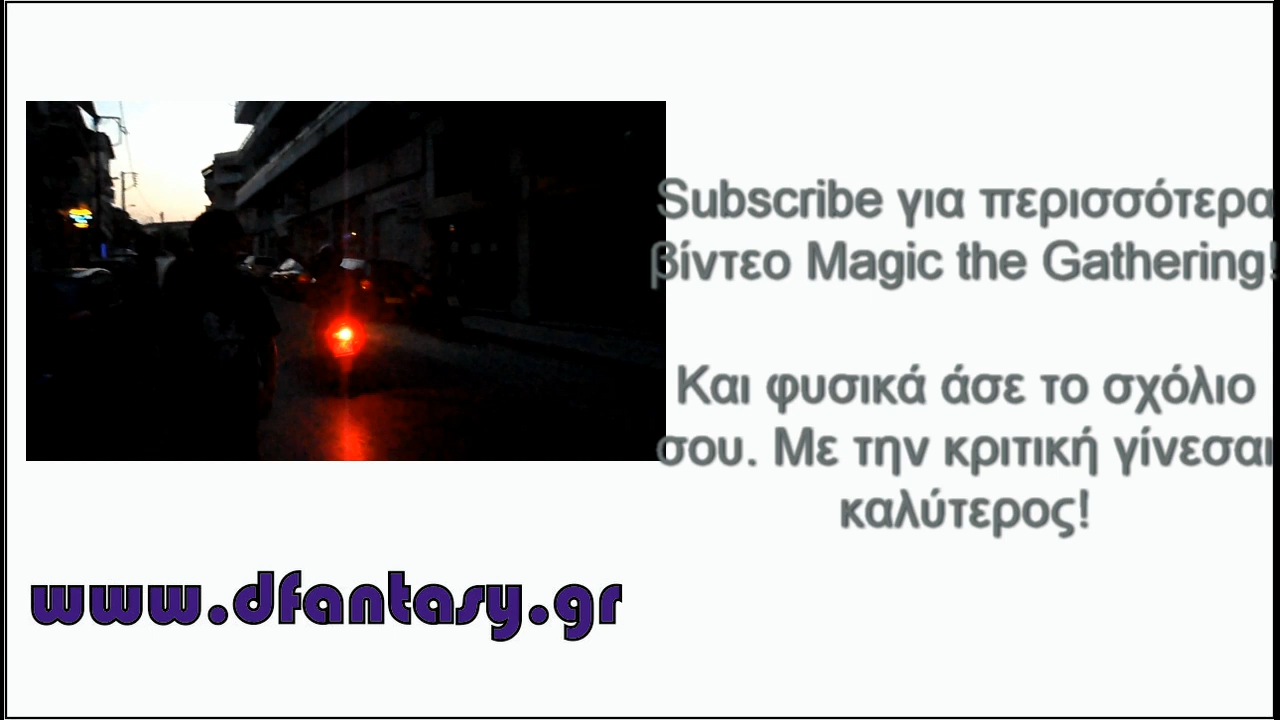 Subscribe για περισσότερα
βίντεο Magic the Gathering!
Και φυσικά άσε το σχόλιο
σου. Με την κριτική γίνεσαι
καλύτερος!
www.dfantasy.gr